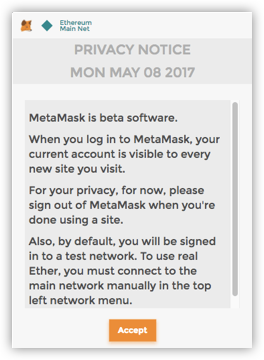 Ethereum
Main Net
PRIVACY NOTICE
MON MAY 08 2017
MetaMask is beta software.
When you log in to MetaMask, your
current account is visible to every
new site you visit.
For your privacy, for now, please
sign out of MetaMask when you're
done using a site.
Also, by default, you will be signed
in to a test network. To use real
Ether, you must connect to the
main network manually in the top
left network menu.
Accept